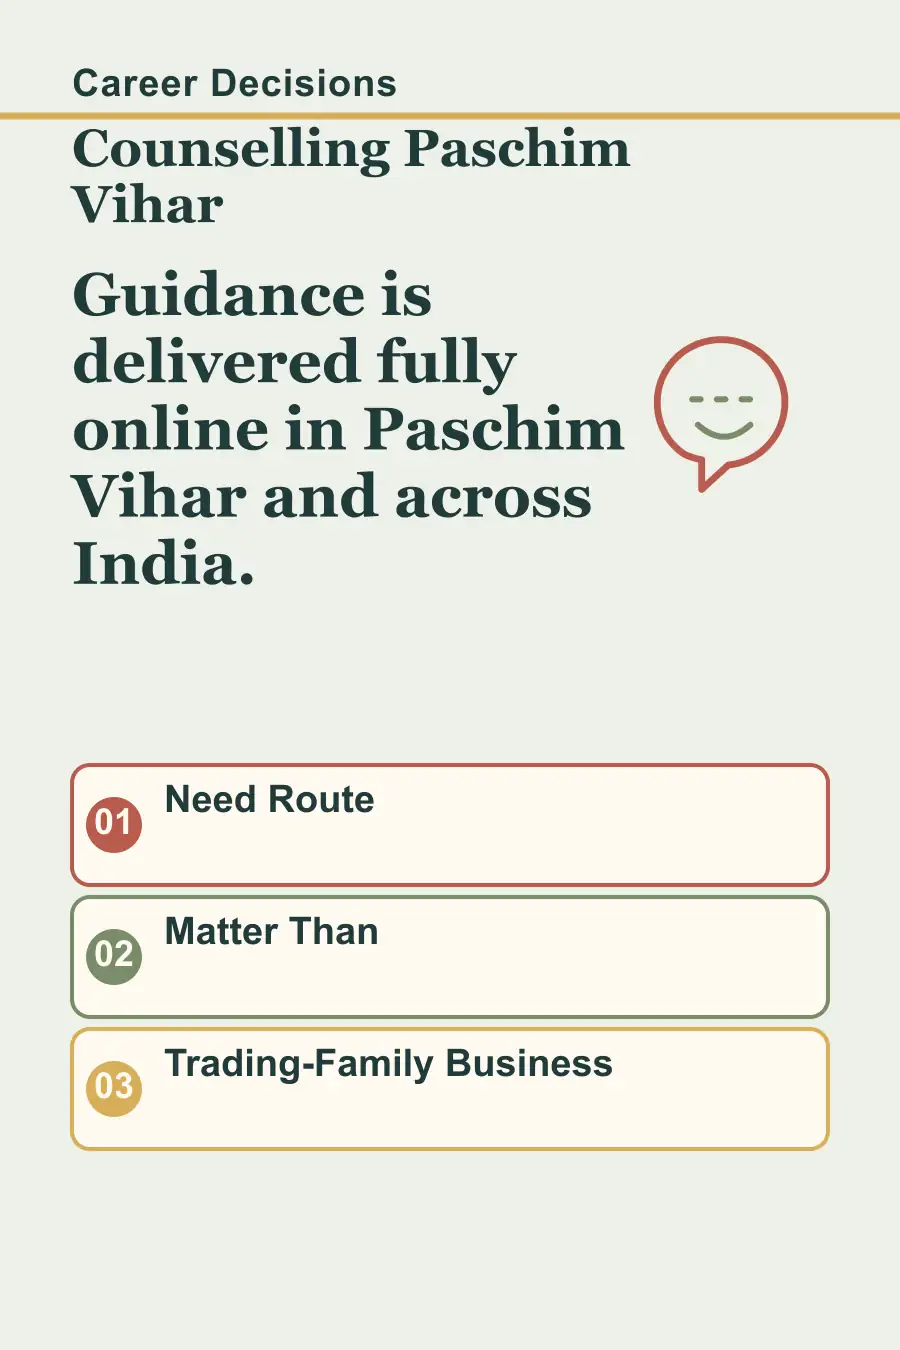 Career Decisions
Counselling Paschim
Vihar
Guidance is
delivered fully
online in Paschim
Vihar and across
India.
01 Need Route
02 Matter Than
03 Trading-Family Business